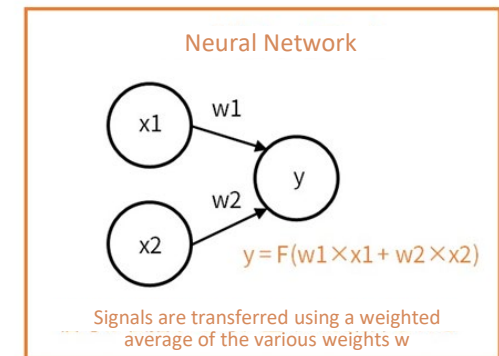 Neural Network
x1
w1
y
w2
x2
y=F(w1×x1+w2×x2)
Signals are transferred using a weighted
average of the various weights w